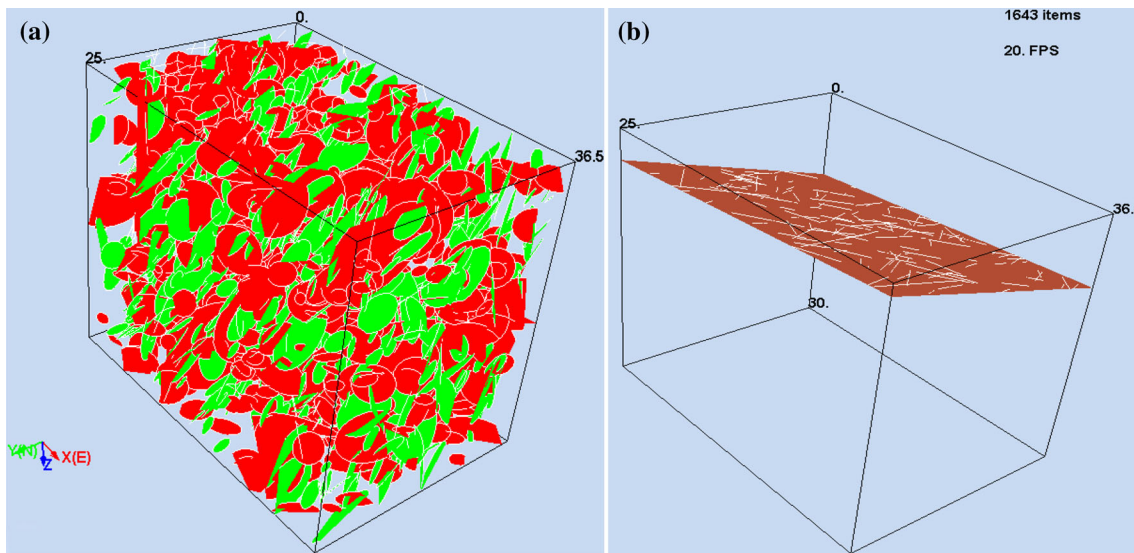 (a)
0.
25.
36.5
Y(N)
X(E)
Z
(b)
1643 items
20. FPS
0.
25.
36.
30.